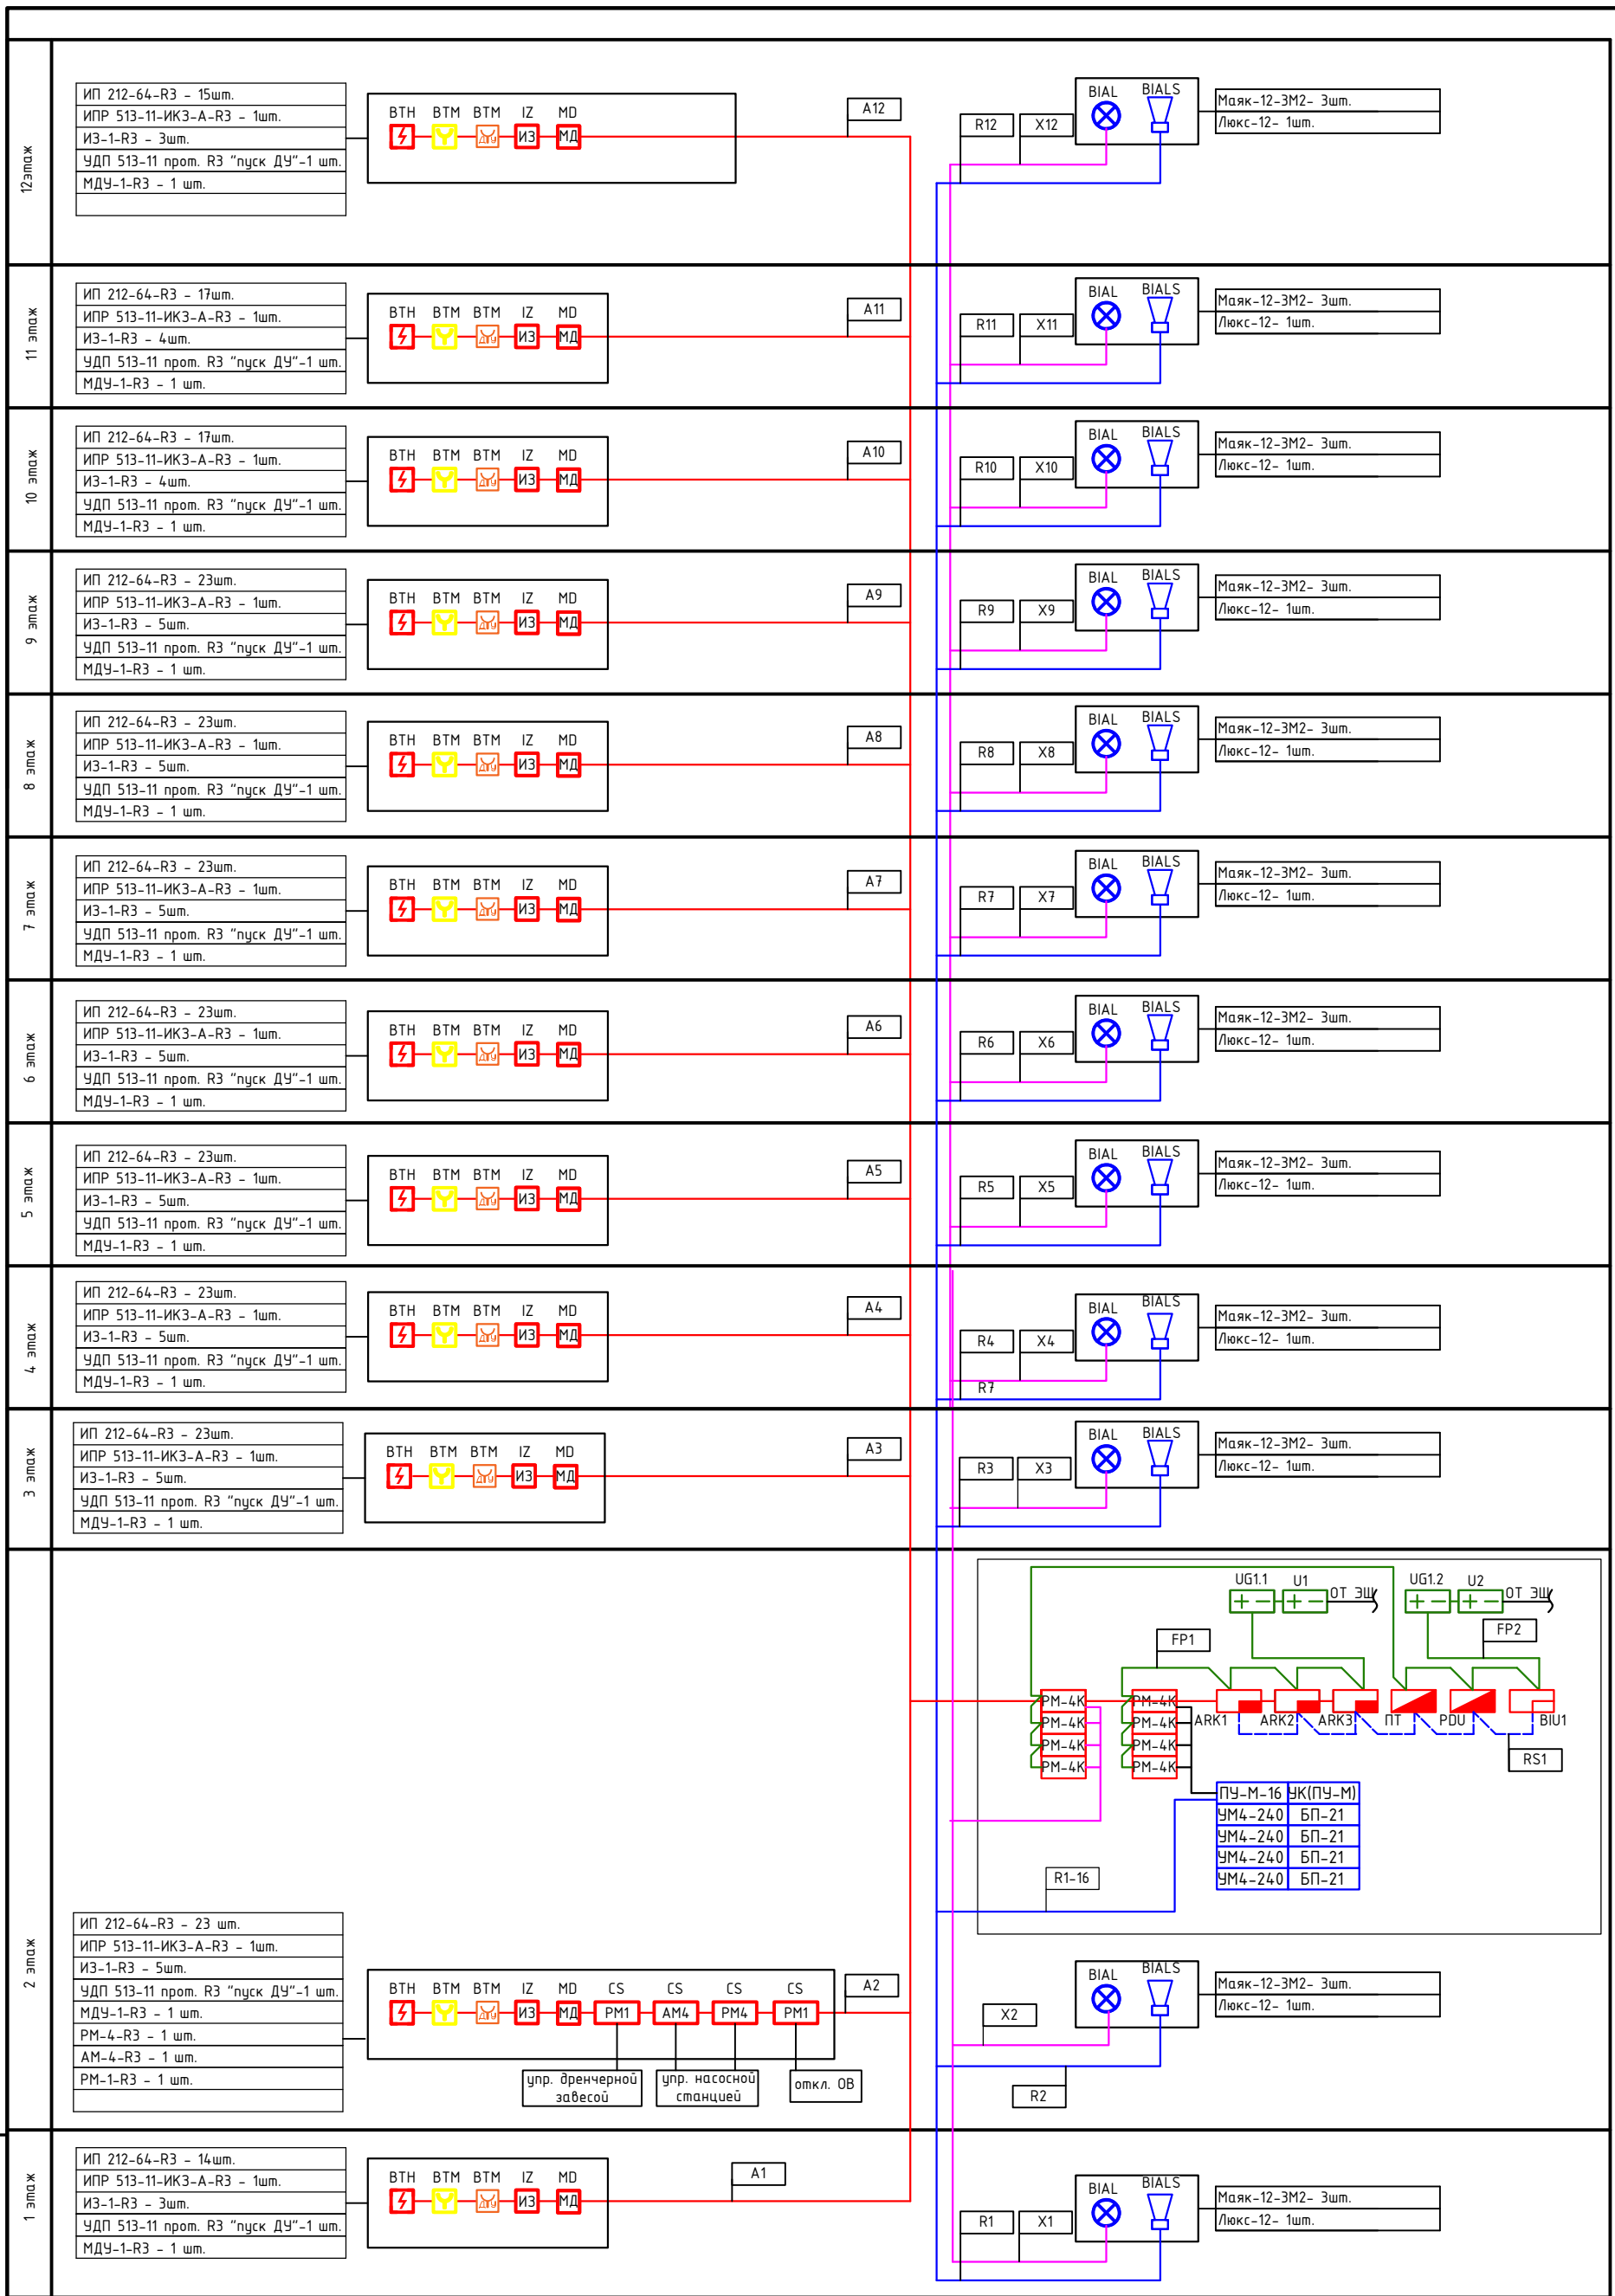 12этаж
ИП 212-64-R3 - 15шт.
ИПР 513-11-ИКЗ-А-R3 - 1шт.
ИЗ-1-R3 - 3шт.
УДП 513-11 прот. R3 "пуск ДУ"-1 шт.
МДУ-1-R3 - 1 шт.
BTH BTM BTM IZ MD
ДУ ИЗ МД
A12
R12 X12
BIAL BIALS
Маяк-12-3М2- 3шт.
Люкс-12- 1шт.
11 этаж
ИП 212-64-R3 - 17шт.
ИПР 513-11-ИКЗ-А-R3 - 1шт.
ИЗ-1-R3 - 4шт.
УДП 513-11 прот. R3 "пуск ДУ"-1 шт.
МДУ-1-R3 - 1 шт.
BTH BTM BTM IZ MD
ДУ ИЗ МД
A11
R11 X11
BIAL BIALS
Маяк-12-3М2- 3шт.
Люкс-12- 1шт.
10 этаж
ИП 212-64-R3 - 17шт.
ИПР 513-11-ИКЗ-А-R3 - 1шт.
ИЗ-1-R3 - 4шт.
УДП 513-11 прот. R3 "пуск ДУ"-1 шт.
МДУ-1-R3 - 1 шт.
BTH BTM BTM IZ MD
ДУ ИЗ МД
A10
R10 X10
BIAL BIALS
Маяк-12-3М2- 3шт.
Люкс-12- 1шт.
9 этаж
ИП 212-64-R3 - 23шт.
ИПР 513-11-ИКЗ-А-R3 - 1шт.
ИЗ-1-R3 - 5шт.
УДП 513-11 прот. R3 "пуск ДУ"-1 шт.
МДУ-1-R3 - 1 шт.
BTH BTM BTM IZ MD
ДУ ИЗ МД
A9
R9 X9
BIAL BIALS
Маяк-12-3М2- 3шт.
Люкс-12- 1шт.
8 этаж
ИП 212-64-R3 - 23шт.
ИПР 513-11-ИКЗ-А-R3 - 1шт.
ИЗ-1-R3 - 5шт.
УДП 513-11 прот. R3 "пуск ДУ"-1 шт.
МДУ-1-R3 - 1 шт.
BTH BTM BTM IZ MD
ДУ ИЗ МД
A8
R8 X8
BIAL BIALS
Маяк-12-3М2- 3шт.
Люкс-12- 1шт.
7 этаж
ИП 212-64-R3 - 23шт.
ИПР 513-11-ИКЗ-А-R3 - 1шт.
ИЗ-1-R3 - 5шт.
УДП 513-11 прот. R3 "пуск ДУ"-1 шт.
МДУ-1-R3 - 1 шт.
BTH BTM BTM IZ MD
ДУ ИЗ МД
A7
R7 X7
BIAL BIALS
Маяк-12-3М2- 3шт.
Люкс-12- 1шт.
6 этаж
ИП 212-64-R3 - 23шт.
ИПР 513-11-ИКЗ-А-R3 - 1шт.
ИЗ-1-R3 - 5шт.
УДП 513-11 прот. R3 "пуск ДУ"-1 шт.
МДУ-1-R3 - 1 шт.
BTH BTM BTM IZ MD
ДУ ИЗ МД
A6
R6 X6
BIAL BIALS
Маяк-12-3М2- 3шт.
Люкс-12- 1шт.
5 этаж
ИП 212-64-R3 - 23шт.
ИПР 513-11-ИКЗ-А-R3 - 1шт.
ИЗ-1-R3 - 5шт.
УДП 513-11 прот. R3 "пуск ДУ"-1 шт.
МДУ-1-R3 - 1 шт.
BTH BTM BTM IZ MD
ДУ ИЗ МД
A5
R5 X5
BIAL BIALS
Маяк-12-3М2- 3шт.
Люкс-12- 1шт.
4 этаж
ИП 212-64-R3 - 23шт.
ИПР 513-11-ИКЗ-А-R3 - 1шт.
ИЗ-1-R3 - 5шт.
УДП 513-11 прот. R3 "пуск ДУ"-1 шт.
МДУ-1-R3 - 1 шт.
BTH BTM BTM IZ MD
ДУ ИЗ МД
A4
R4 X4
R7
BIAL BIALS
Маяк-12-3М2- 3шт.
Люкс-12- 1шт.
3 этаж
ИП 212-64-R3 - 23шт.
ИПР 513-11-ИКЗ-А-R3 - 1шт.
ИЗ-1-R3 - 5шт.
УДП 513-11 прот. R3 "пуск ДУ"-1 шт.
МДУ-1-R3 - 1 шт.
BTH BTM BTM IZ MD
ДУ ИЗ МД
A3
R3 X3
BIAL BIALS
Маяк-12-3М2- 3шт.
Люкс-12- 1шт.
2 этаж
UG1.1 U1 ОТ ЭЩ UG1.2 U2 ОТ ЭЩ
FP1 FP2
РМ-4К РМ-4К
РМ-4К РМ-4К
РМ-4К РМ-4К
РМ-4К РМ-4К
ARK1 ARK2 ARK3 ПТ PDU BIU1
RS1
ПУ-М-16 УК(ПУ-М)
УМ4-240 БП-21
УМ4-240 БП-21
УМ4-240 БП-21
УМ4-240 БП-21
R1-16
ИП 212-64-R3 - 23 шт.
ИПР 513-11-ИКЗ-А-R3 - 1шт.
ИЗ-1-R3 - 5шт.
УДП 513-11 прот. R3 "пуск ДУ"-1 шт.
МДУ-1-R3 - 1 шт.
РМ-4-R3 - 1 шт.
АМ-4-R3 - 1 шт.
РМ-1-R3 - 1 шт.
BTH BTM BTM IZ MD CS CS CS CS
ДУ ИЗ МД РМ1 АМ4 РМ4 РМ1
A2
упр. дренчерной
завесой
упр. насосной
станцией
откл. ОВ
X2
R2
BIAL BIALS
Маяк-12-3М2- 3шт.
Люкс-12- 1шт.
1 этаж
ИП 212-64-R3 - 14шт.
ИПР 513-11-ИКЗ-А-R3 - 1шт.
ИЗ-1-R3 - 3шт.
УДП 513-11 прот. R3 "пуск ДУ"-1 шт.
МДУ-1-R3 - 1 шт.
BTH BTM BTM IZ MD
ДУ ИЗ МД
A1
R1 X1
BIAL BIALS
Маяк-12-3М2- 3шт.
Люкс-12- 1шт.